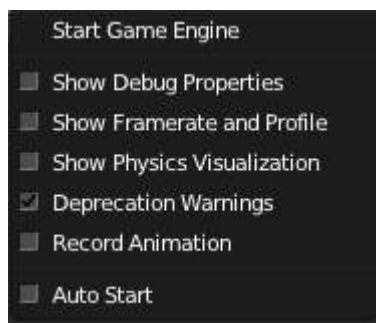 Start Game Engine
Show Debug Properties
Show Framerate and Profile
Show Physics Visualization
Deprecation Warnings
Record Animation
Auto Start